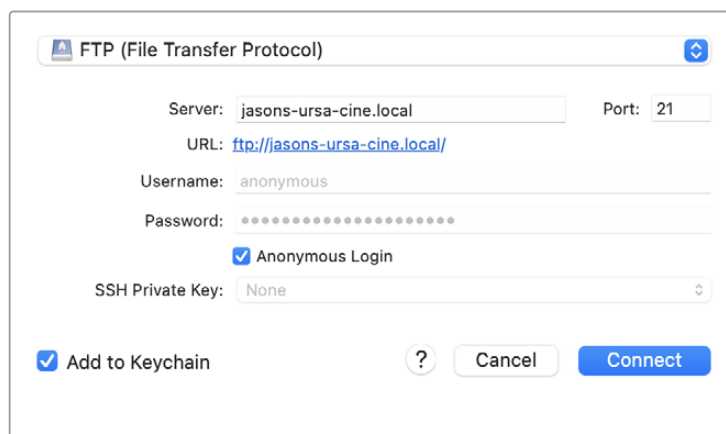 FTP (File Transfer Protocol)
Server: jasons-ursa-cine.local Port: 21
URL: ftp://jasons-ursa-cine.local/
Username: anonymous
Password: ●●●●●●●●●●●●●●●●●●●●●
Anonymous Login
SSH Private Key: None
Add to Keychain ? Cancel Connect